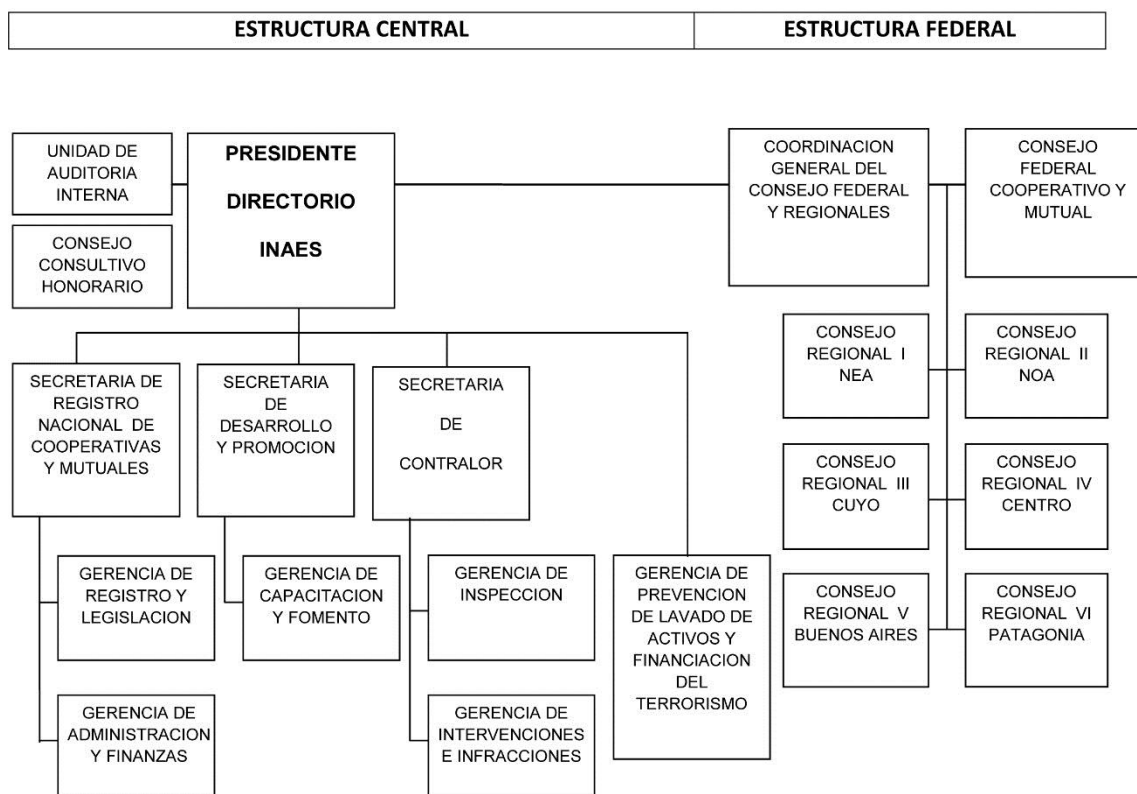 ESTRUCTURA CENTRAL
ESTRUCTURA FEDERAL
UNIDAD DE
AUDITORIA
INTERNA
PRESIDENTE
DIRECTORIO
INAES
COORDINACION
GENERAL DEL
CONSEJO FEDERAL
Y REGIONALES
CONSEJO
FEDERAL
COOPERATIVO Y
MUTUAL
CONSEJO
CONSULTIVO
HONORARIO
CONSEJO
REGIONAL I
NEA
CONSEJO
REGIONAL II
NOA
SECRETARIA DE
REGISTRO
NACIONAL DE
COOPERATIVAS
Y MUTUALES
SECRETARIA
DE
DESARROLLO
Y PROMOCION
SECRETARIA
DE
CONTRALOR
CONSEJO
REGIONAL III
CUYO
CONSEJO
REGIONAL IV
CENTRO
GERENCIA DE
REGISTRO Y
LEGISLACION
GERENCIA DE
CAPACITACION
Y FOMENTO
GERENCIA DE
INSPECCION
GERENCIA DE
PREVENCION
DE LAVADO DE
ACTIVOS Y
FINANCIACION
DEL
TERRORISMO
CONSEJO
REGIONAL V
BUENOS AIRES
CONSEJO
REGIONAL VI
PATAGONIA
GERENCIA DE
ADMINISTRACION
Y FINANZAS
GERENCIA DE
INTERVENCIONES
E INFRACCIONES